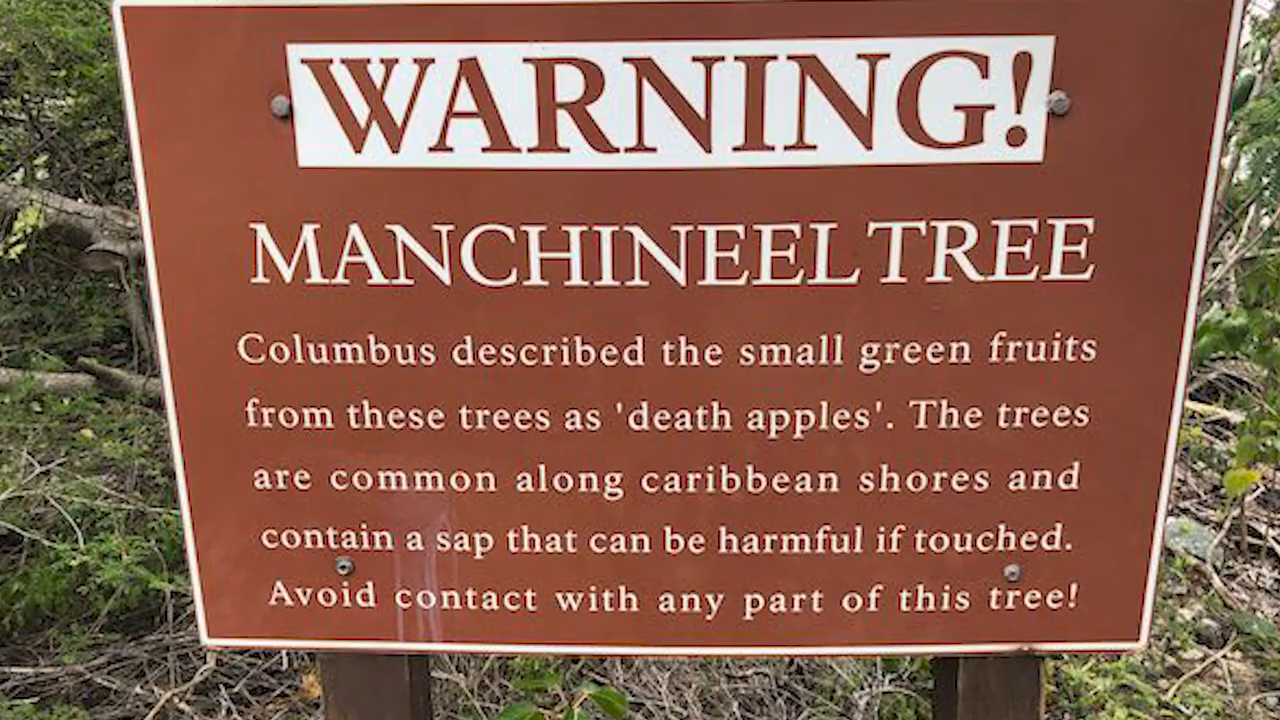 WARNING!
MANCHINEEL TREE
Columbus described the small green fruits
from these trees as 'death apples'. The trees
are common along caribbean shores and
contain a sap that can be harmful if touched.
Avoid contact with any part of this tree!